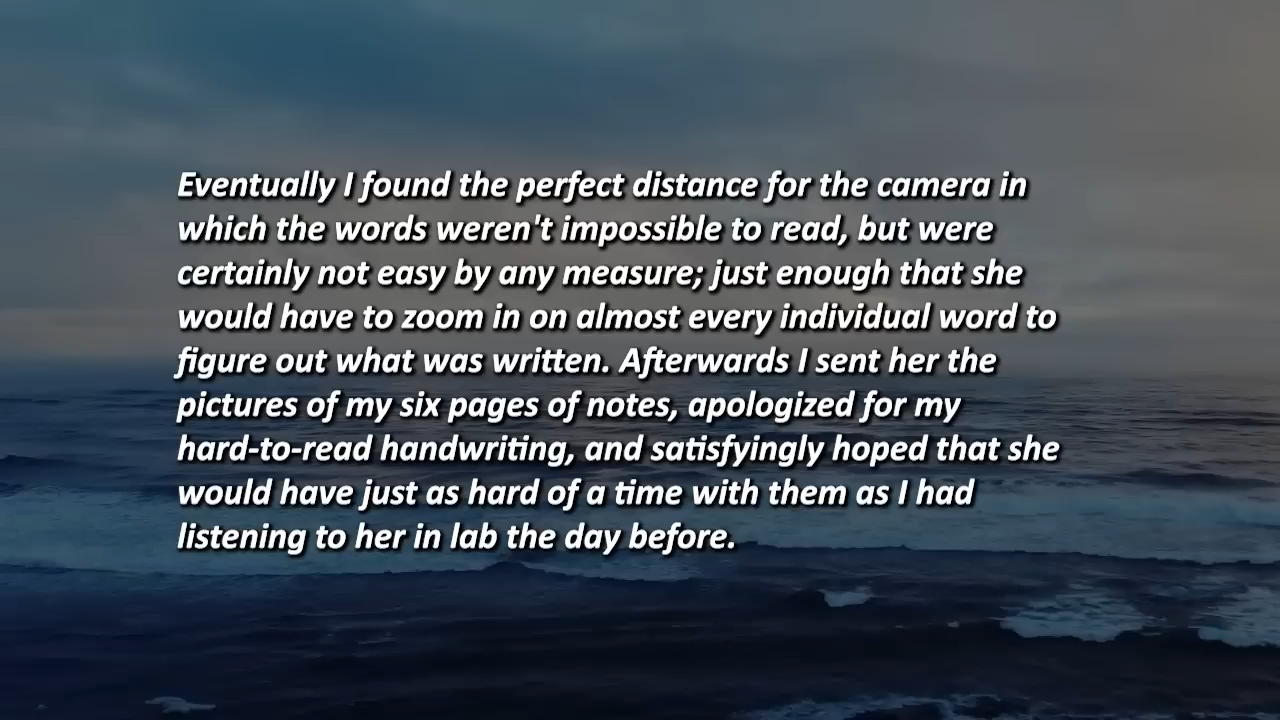 Eventually I found the perfect distance for the camera in
which the words weren't impossible to read, but were
certainly not easy by any measure; just enough that she
would have to zoom in on almost every individual word to
figure out what was written. Afterwards I sent her the
pictures of my six pages of notes, apologized for my
hard-to-read handwriting, and satisfyingly hoped that she
would have just as hard of a time with them as I had
listening to her in lab the day before.